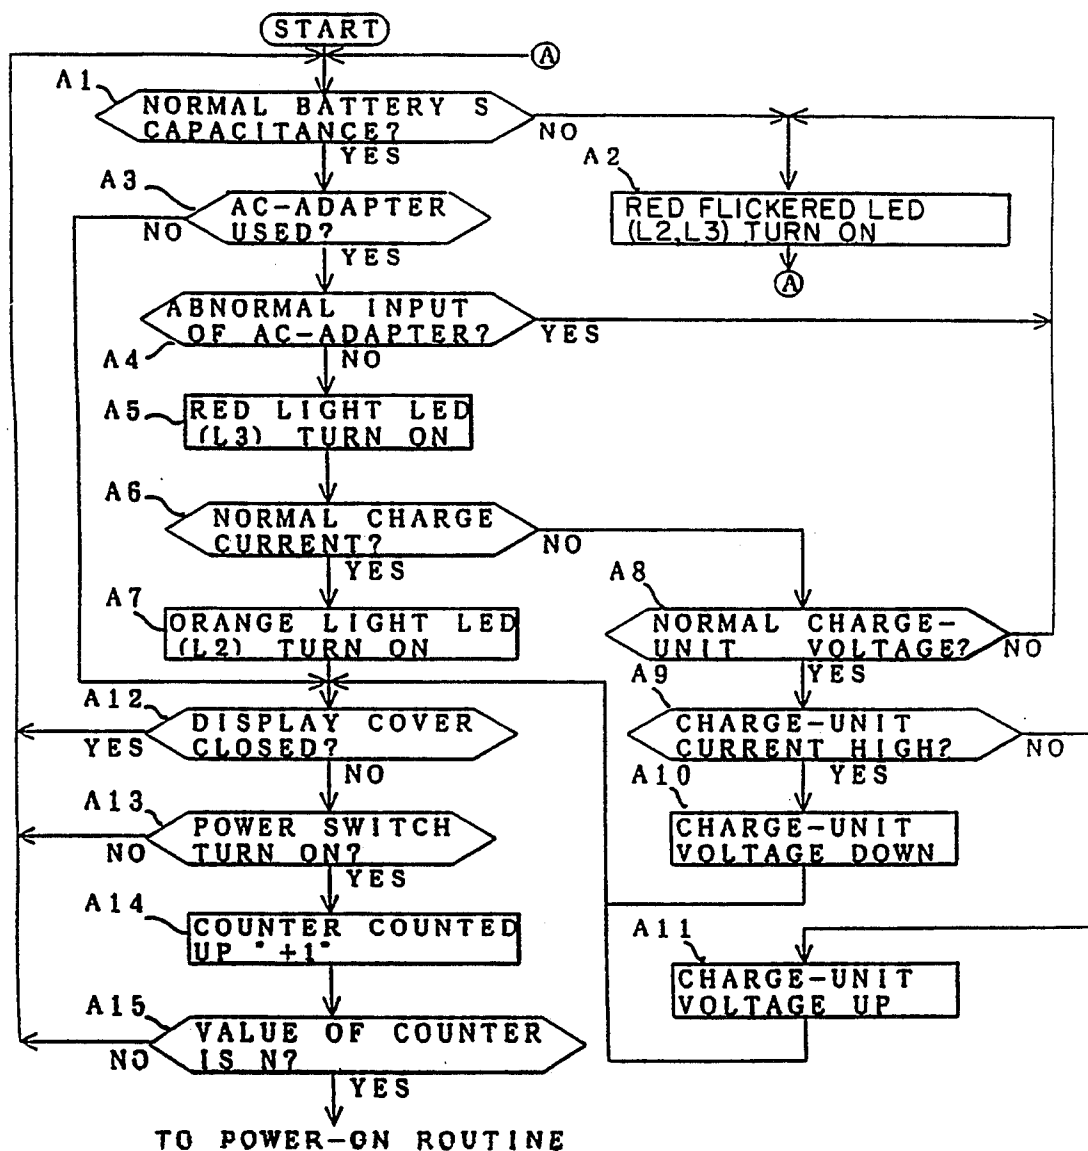 START
A
A1
NORMAL BATTERY S
CAPACITANCE?
NO
YES
A2
RED FLICKERED LED
(L2,L3) TURN ON
A
A3
AC-ADAPTER
USED?
NO
YES
ABNORMAL INPUT
OF AC-ADAPTER?
A4
YES
NO
A5
RED LIGHT LED
(L3) TURN ON
A6
NORMAL CHARGE
CURRENT?
NO
YES
A7
ORANGE LIGHT LED
(L2) TURN ON
A8
NORMAL CHARGE-
UNIT VOLTAGE?
NO
YES
A9
CHARGE-UNIT
CURRENT HIGH?
NO
YES
A10
CHARGE-UNIT
VOLTAGE DOWN
A11
CHARGE-UNIT
VOLTAGE UP
A12
DISPLAY COVER
CLOSED?
YES
NO
A13
POWER SWITCH
TURN ON?
NO
YES
A14
COUNTER COUNTED
UP "+1"
A15
VALUE OF COUNTER
IS N?
NO
YES
TO POWER-ON ROUTINE